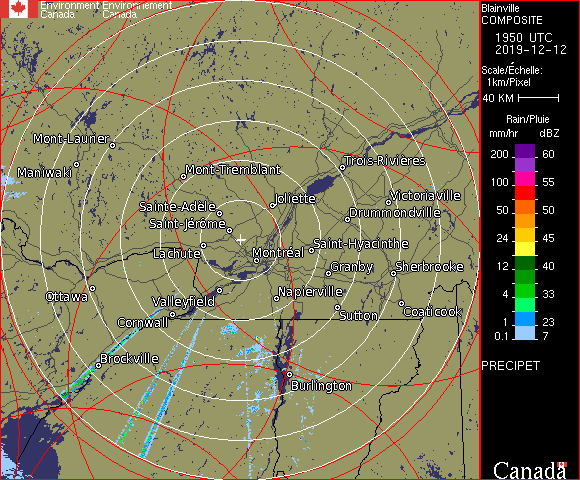 Environment Environnement
Canada Canada
Blainville
COMPOSITE
1950 UTC
2019-12-12
Scale/Échelle:
1km/Pixel
40 KM
Rain/Pluie
mm/hr dBZ
200 60
100 55
50 50
24 45
12 40
4 33
1 23
0.1 7
PRECIPET
Canada
Mont-Laurier
Maniwaki
Mont-Tremblant
Trois-Rivières
Sainte-Adèle
Joliette
Victoriaville
Drummondville
Saint-Jérôme
Lachute
Montréal
Saint-Hyacinthe
Granby
Sherbrooke
Ottawa
Valleyfield
Napierville
Cornwall
Sutton
Coaticook
Brockville
Burlington